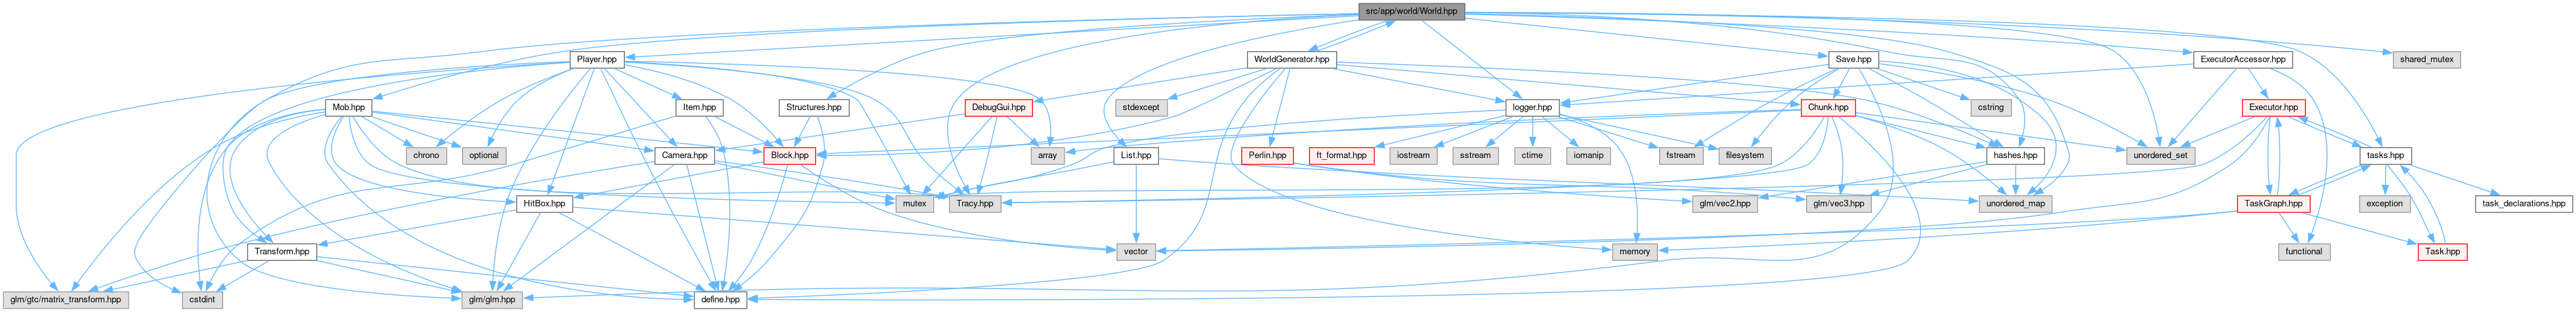 src/app/world/World.hpp
Player.hpp
WorldGenerator.hpp
Save.hpp
ExecutorAccessor.hpp
shared_mutex
Mob.hpp
Item.hpp
Structures.hpp
stdexcept
DebugGui.hpp
logger.hpp
Chunk.hpp
cstring
Executor.hpp
chrono
optional
Camera.hpp
Block.hpp
array
List.hpp
Perlin.hpp
ft_format.hpp
iostream
sstream
ctime
iomanip
fstream
filesystem
hashes.hpp
unordered_set
tasks.hpp
HitBox.hpp
mutex
Tracy.hpp
glm/vec2.hpp
glm/vec3.hpp
unordered_map
TaskGraph.hpp
exception
task_declarations.hpp
Transform.hpp
vector
memory
functional
Task.hpp
glm/gtc/matrix_transform.hpp
cstdint
glm/glm.hpp
define.hpp